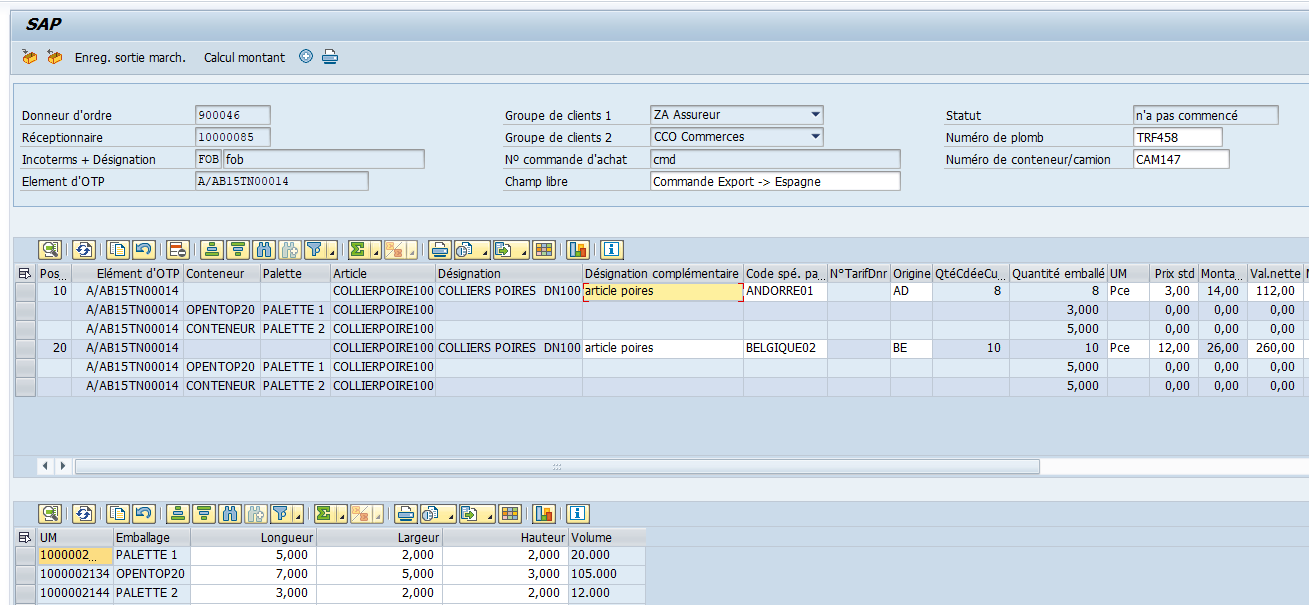 SAP
Enreg. sortie march. Calcul montant
Donneur d'ordre 900046 Groupe de clients 1 ZA Assureur Statut n'a pas commencé
Réceptionnaire 10000085 Groupe de clients 2 CCO Commerces Numéro de plomb TRF458
Incoterms + Désignation FOB fob Nº commande d'achat cmd Numéro de conteneur/camion CAM147
Element d'OTP A/AB15TN00014 Champ libre Commande Export -> Espagne
Pos.. Elément d'OTP Conteneur Palette Article Désignation Désignation complémentaire Code spé. pa... N°TarifDnr Origine QtéCdéeCu... Quantité emballé UM Prix std Monta... Val.nette
10 A/AB15TN00014 COLLIERPOIRE100 COLLIERS POIRES DN100 article poires ANDORRE01 AD 8 8 Pce 3,00 14,00 112,00
A/AB15TN00014 OPENTOP20 PALETTE 1 COLLIERPOIRE100 3,000 0,00 0,00 0,00
A/AB15TN00014 CONTENEUR PALETTE 2 COLLIERPOIRE100 5,000 0,00 0,00 0,00
20 A/AB15TN00014 COLLIERPOIRE100 COLLIERS POIRES DN100 article poires BELGIQUE02 BE 10 10 Pce 12,00 26,00 260,00
A/AB15TN00014 OPENTOP20 PALETTE 1 COLLIERPOIRE100 5,000 0,00 0,00 0,00
A/AB15TN00014 CONTENEUR PALETTE 2 COLLIERPOIRE100 5,000 0,00 0,00 0,00
UM Emballage Longueur Largeur Hauteur Volume
1000002... PALETTE 1 5,000 2,000 2,000 20.000
1000002134 OPENTOP20 7,000 5,000 3,000 105.000
1000002144 PALETTE 2 3,000 2,000 2,000 12.000